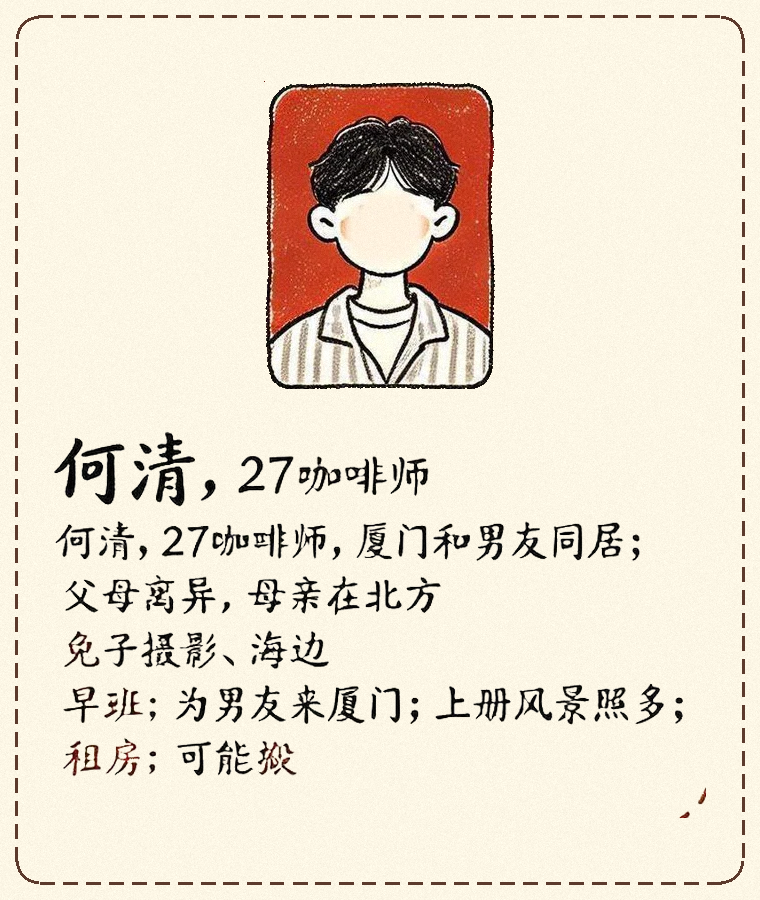 何清，27咖啡师
何清，27咖啡师，厦门和男友同居；
父母离异，母亲在北方
免子摄影、海边
早班；为男友来厦门；上册风景照多；
租房；可能搬